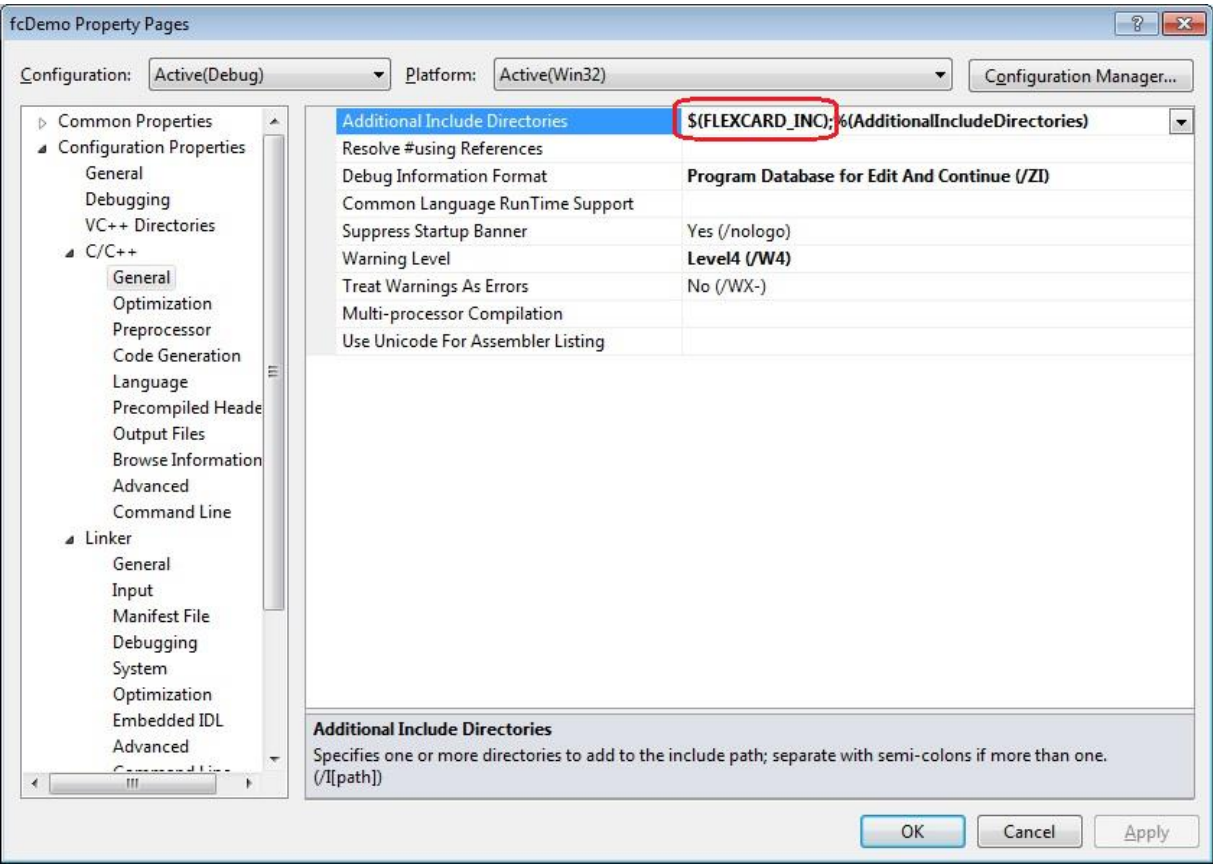 fcDemo Property Pages
Configuration: Active(Debug) Platform: Active(Win32) Configuration Manager...
Common Properties
Configuration Properties
General
Debugging
VC++ Directories
C/C++
General
Optimization
Preprocessor
Code Generation
Language
Precompiled Heade
Output Files
Browse Information
Advanced
Command Line
Linker
General
Input
Manifest File
Debugging
System
Optimization
Embedded IDL
Advanced
Command Line
Additional Include Directories $(FLEXCARD_INC);%(AdditionalIncludeDirectories)
Resolve #using References
Debug Information Format Program Database for Edit And Continue (/ZI)
Common Language RunTime Support
Suppress Startup Banner Yes (/nologo)
Warning Level Level4 (/W4)
Treat Warnings As Errors No (/WX-)
Multi-processor Compilation
Use Unicode For Assembler Listing
Additional Include Directories
Specifies one or more directories to add to the include path; separate with semi-colons if more than one.
(/I[path])
OK Cancel Apply